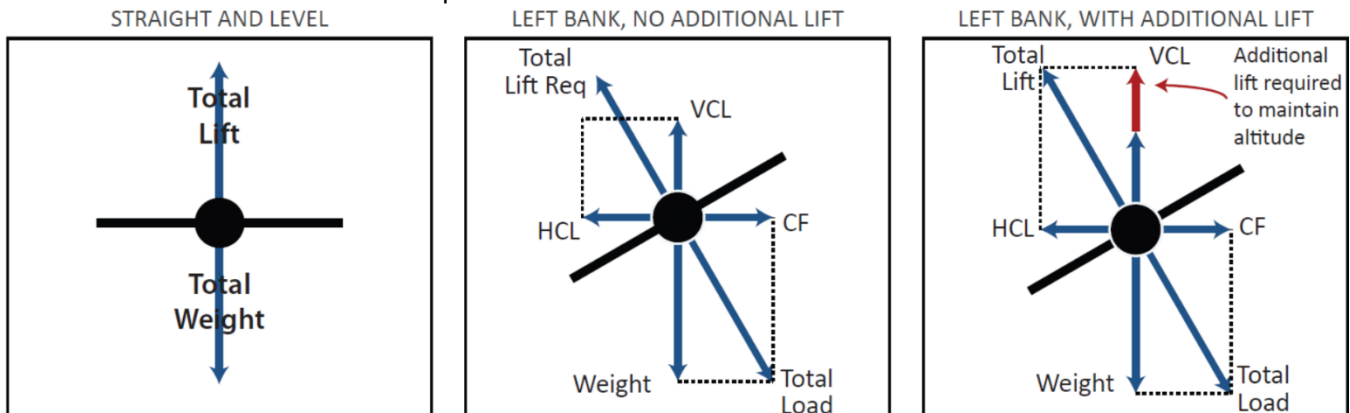 STRAIGHT AND LEVEL
Total
Lift
Total
Weight
LEFT BANK, NO ADDITIONAL LIFT
Total
Lift Req
VCL
HCL
CF
Weight
Total
Load
LEFT BANK, WITH ADDITIONAL LIFT
Total
Lift
VCL
Additional
lift required
to maintain
altitude
HCL
CF
Weight
Total
Load